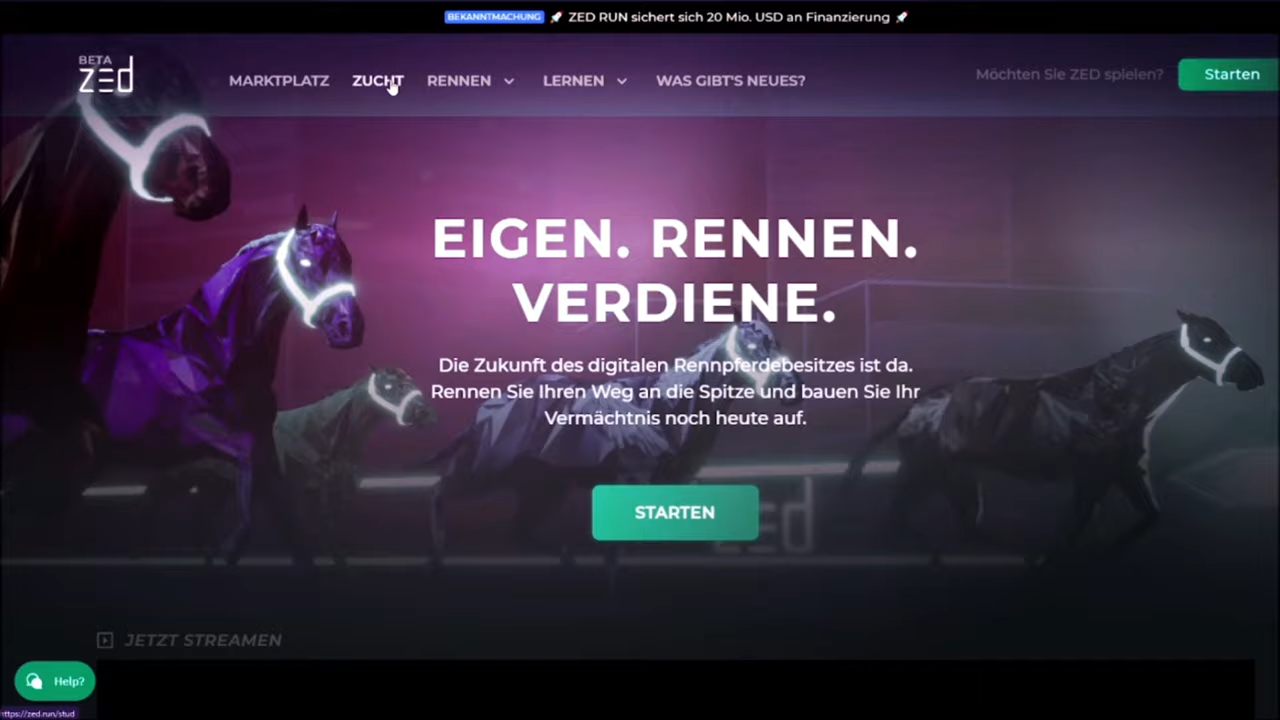 BEKANNTMACHUNG 🚀 ZED RUN sichert sich 20 Mio. USD an Finanzierung 🚀
BETA
zed
MARKTPLATZ ZUCHT RENNEN LERNEN WAS GIBT'S NEUES?
Möchten Sie ZED spielen? Starten
EIGEN. RENNEN.
VERDIENE.
Die Zukunft des digitalen Rennpferdebesitzes ist da.
Rennen Sie Ihren Weg an die Spitze und bauen Sie Ihr
Vermächtnis noch heute auf.
STARTEN
zed
JETZT STREAMEN
Help?
https://zed.run/stud